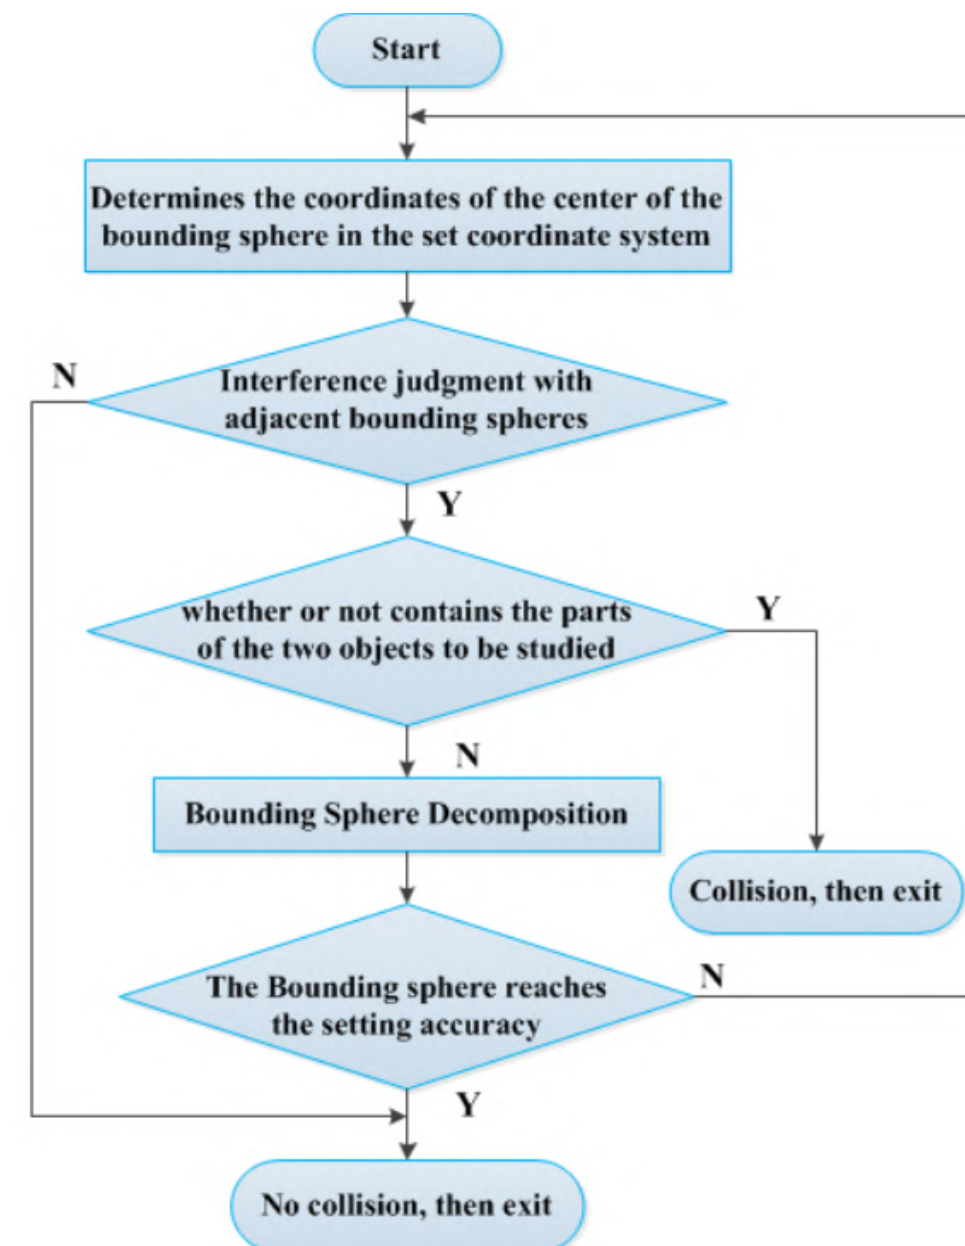 Start
Determines the coordinates of the center of the
bounding sphere in the set coordinate system
N
Interference judgment with
adjacent bounding spheres
Y
whether or not contains the parts
of the two objects to be studied
Y
N
Bounding Sphere Decomposition
Collision, then exit
The Bounding sphere reaches
the setting accuracy
N
Y
No collision, then exit